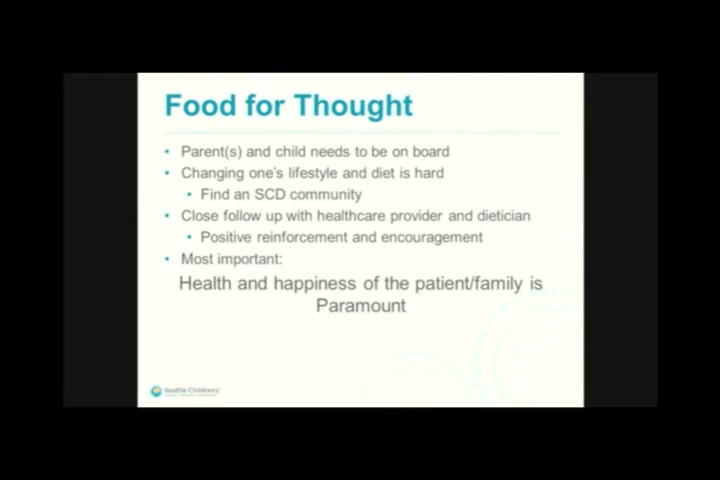 Food for Thought
• Parent(s) and child needs to be on board
• Changing one's lifestyle and diet is hard
• Find an SCD community
• Close follow up with healthcare provider and dietician
• Positive reinforcement and encouragement
• Most important:
Health and happiness of the patient/family is
Paramount
Seattle Children's